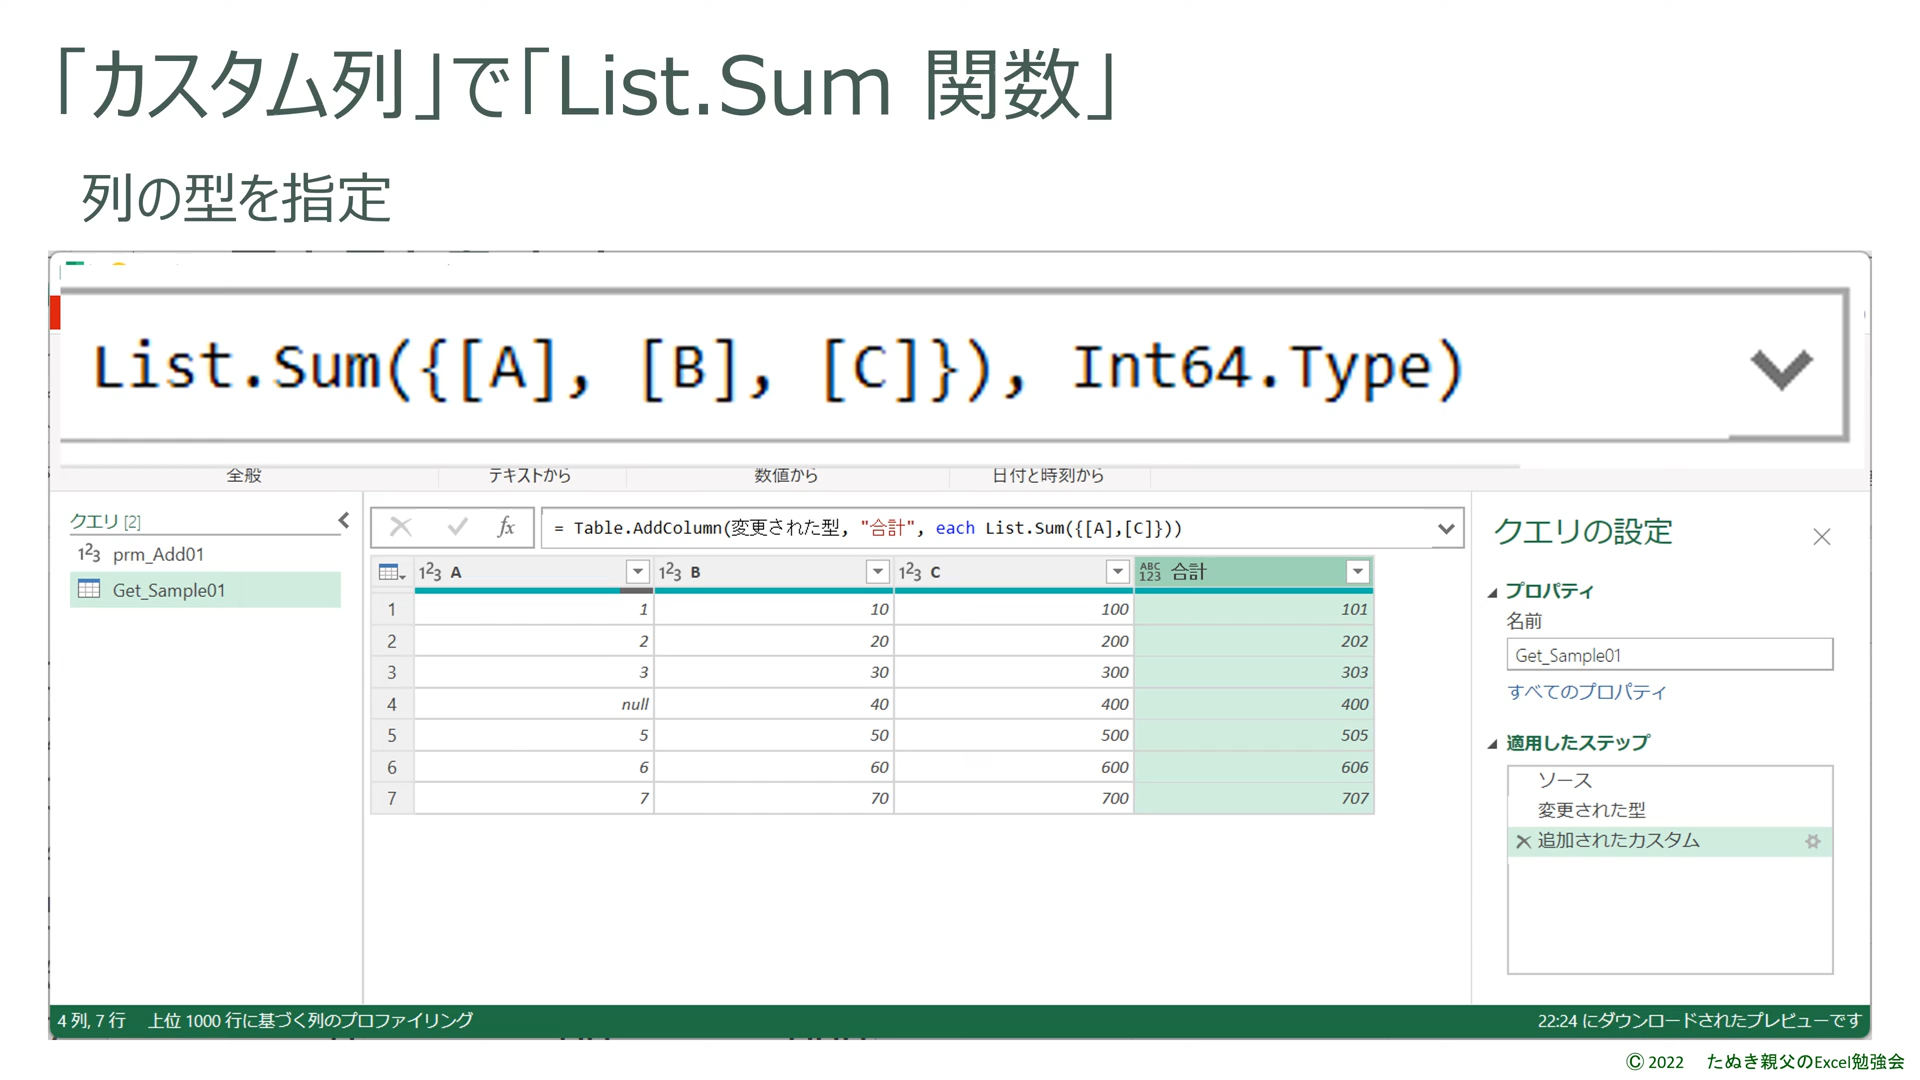 「カスタム列」で「List.Sum 関数」
列の型を指定
List.Sum({[A], [B], [C]}), Int64.Type)
全般 テキストから 数値から 日付と時刻から
クエリ [2]
prm_Add01
Get_Sample01
fx = Table.AddColumn(変更された型, "合計", each List.Sum({[A],[C]}))
123 A 123 B 123 C ABC 123 合計
1 1 10 100 101
2 2 20 200 202
3 3 30 300 303
4 null 40 400 400
5 5 50 500 505
6 6 60 600 606
7 7 70 700 707
クエリの設定
プロパティ
名前
Get_Sample01
すべてのプロパティ
適用したステップ
ソース
変更された型
追加されたカスタム
4 列, 7 行 上位 1000 行に基づく列のプロファイリング
22:24 にダウンロードされたプレビューです
© 2022 たぬき親父のExcel勉強会